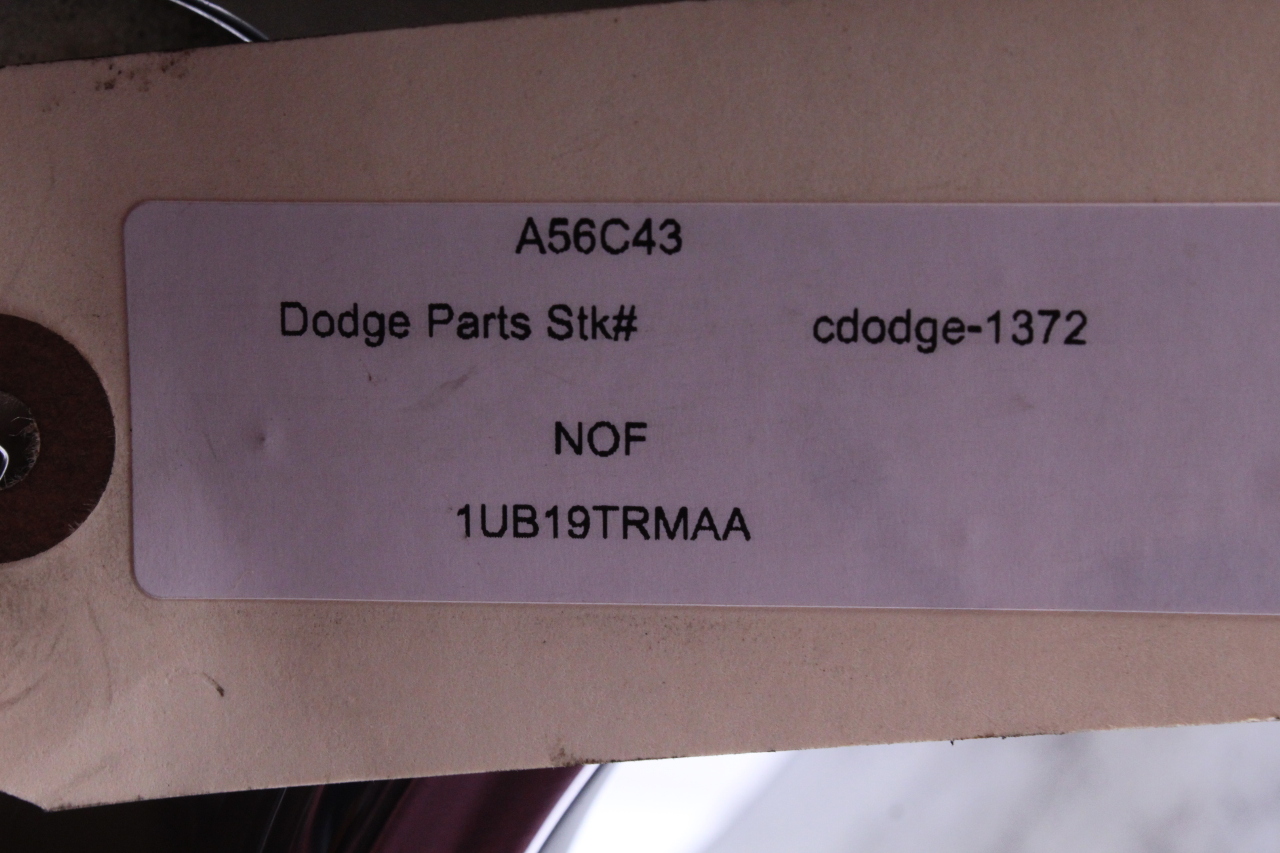 A56C43
Dodge Parts Stk# cdodge-1372
NOF
1UB19TRMAA